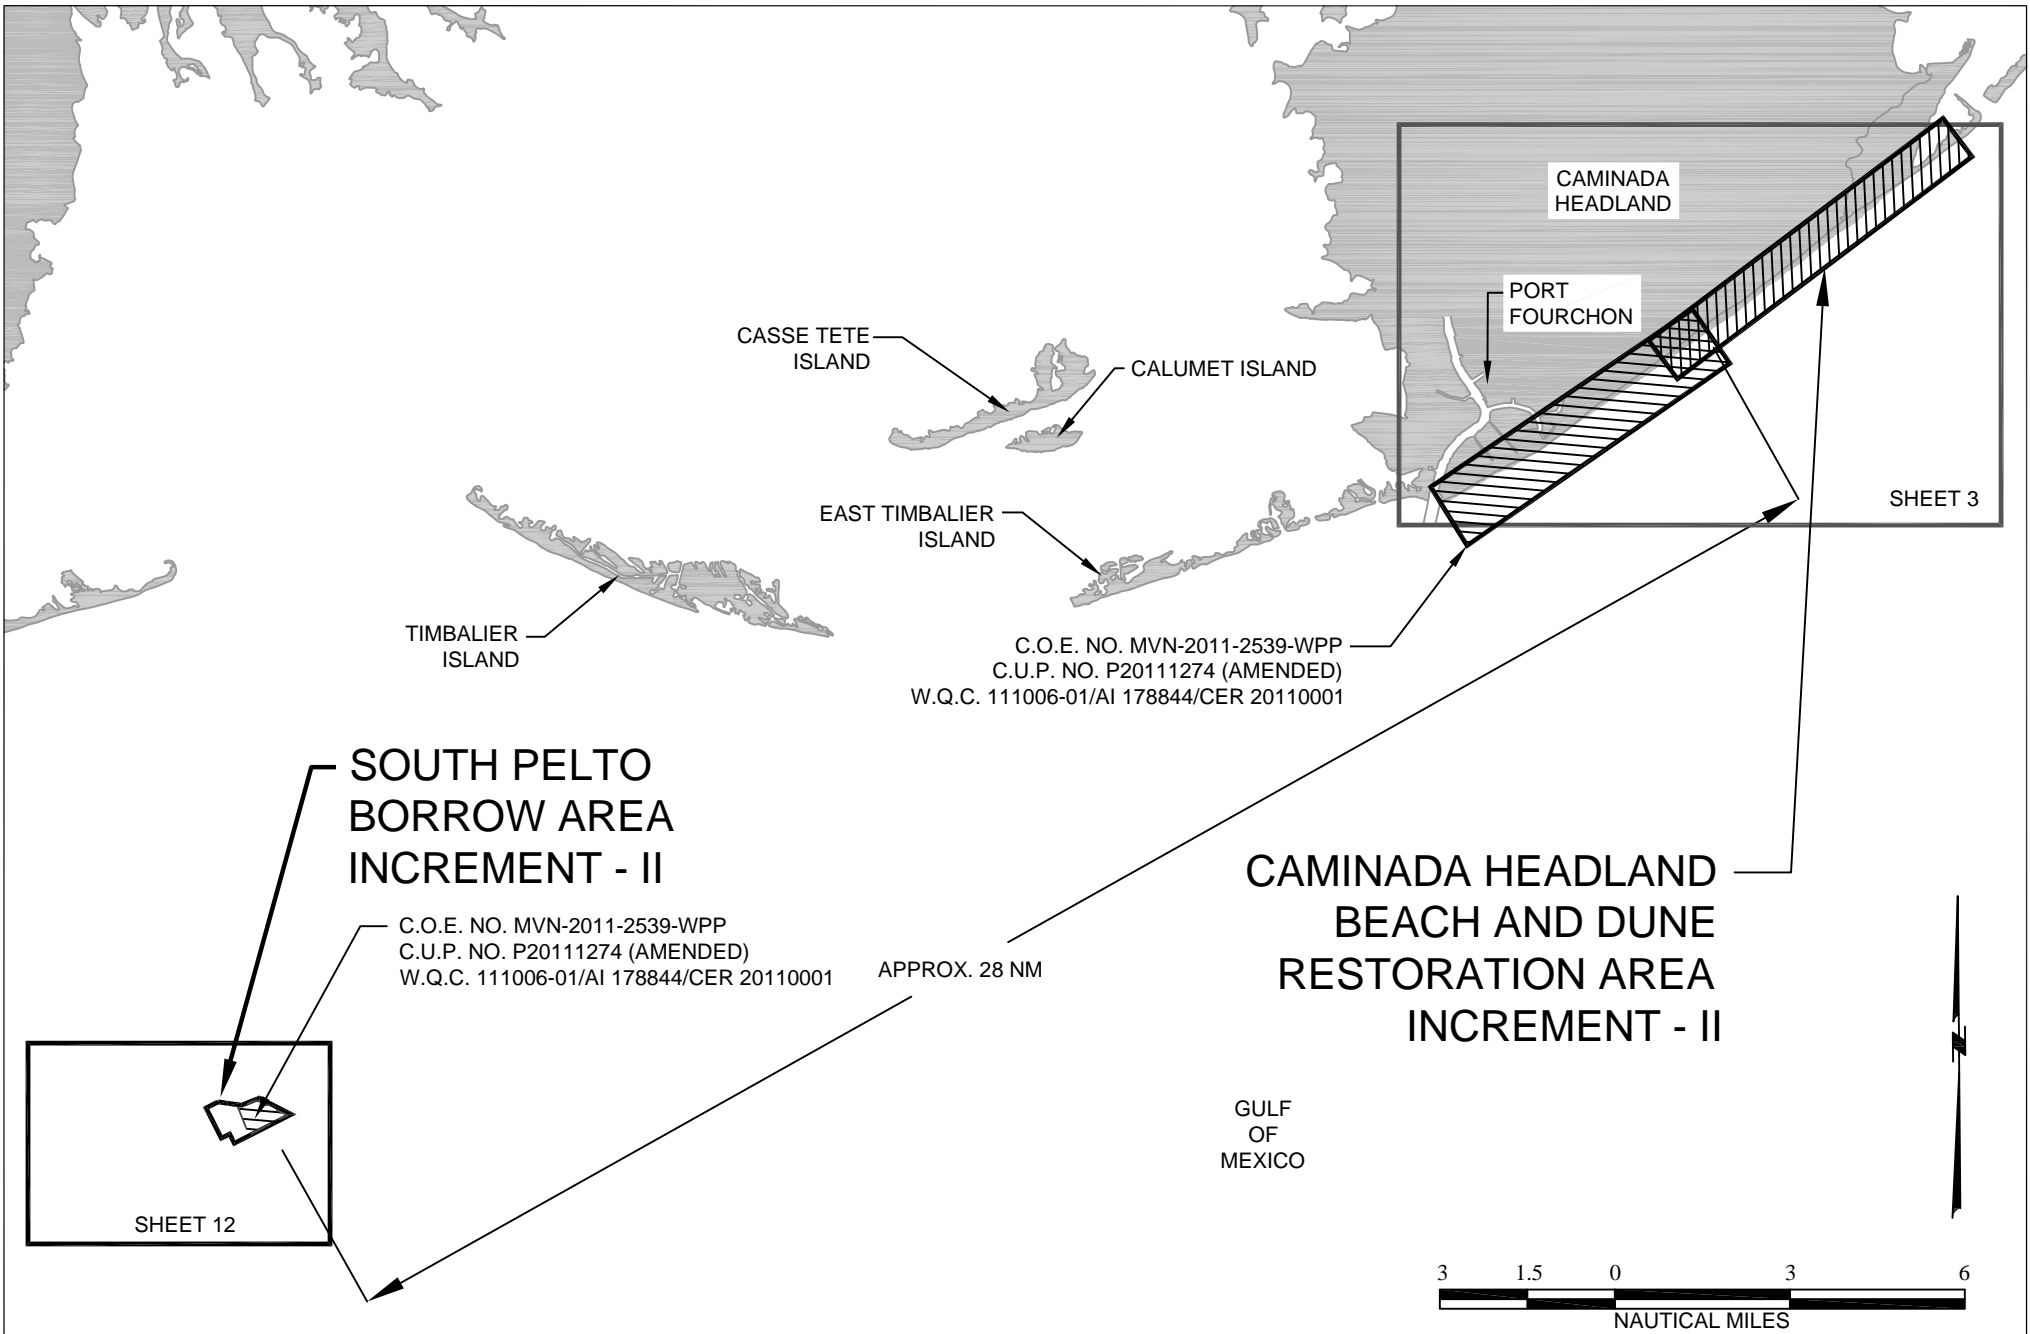 CAMINADA
HEADLAND
PORT
FOURCHON
CASSE TETE
ISLAND
CALUMET ISLAND
SHEET 3
EAST TIMBALIER
ISLAND
TIMBALIER
ISLAND
C.O.E. NO. MVN-2011-2539-WPP
C.U.P. NO. P20111274 (AMENDED)
W.Q.C. 111006-01/AI 178844/CER 20110001
SOUTH PELTO
BORROW AREA
INCREMENT - II
C.O.E. NO. MVN-2011-2539-WPP
C.U.P. NO. P20111274 (AMENDED)
W.Q.C. 111006-01/AI 178844/CER 20110001
APPROX. 28 NM
CAMINADA HEADLAND
BEACH AND DUNE
RESTORATION AREA
INCREMENT - II
N
GULF
OF
MEXICO
SHEET 12
3 1.5 0 3 6
NAUTICAL MILES